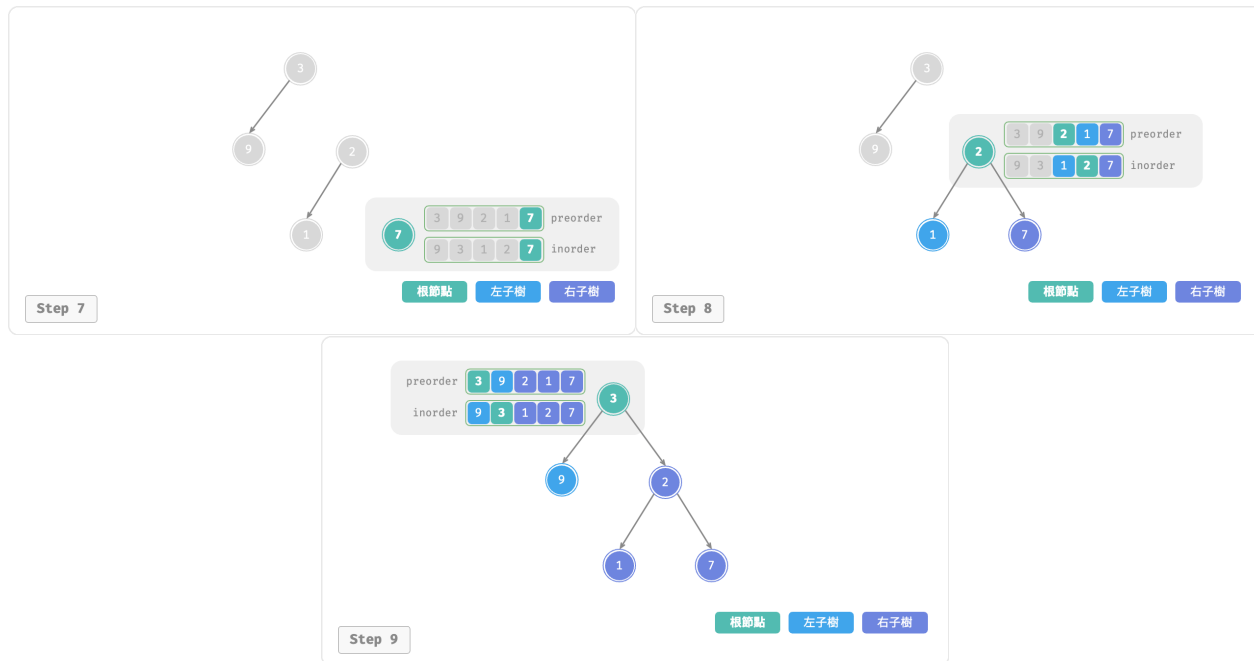 3
9
2
1
7
3 9 2 1 7 preorder
9 3 1 2 7 inorder
根節點 左子樹 右子樹
Step 7
3
9
2
3 9 2 1 7 preorder
9 3 1 2 7 inorder
1
7
根節點 左子樹 右子樹
Step 8
preorder 3 9 2 1 7
inorder 9 3 1 2 7
3
9
2
1
7
根節點 左子樹 右子樹
Step 9